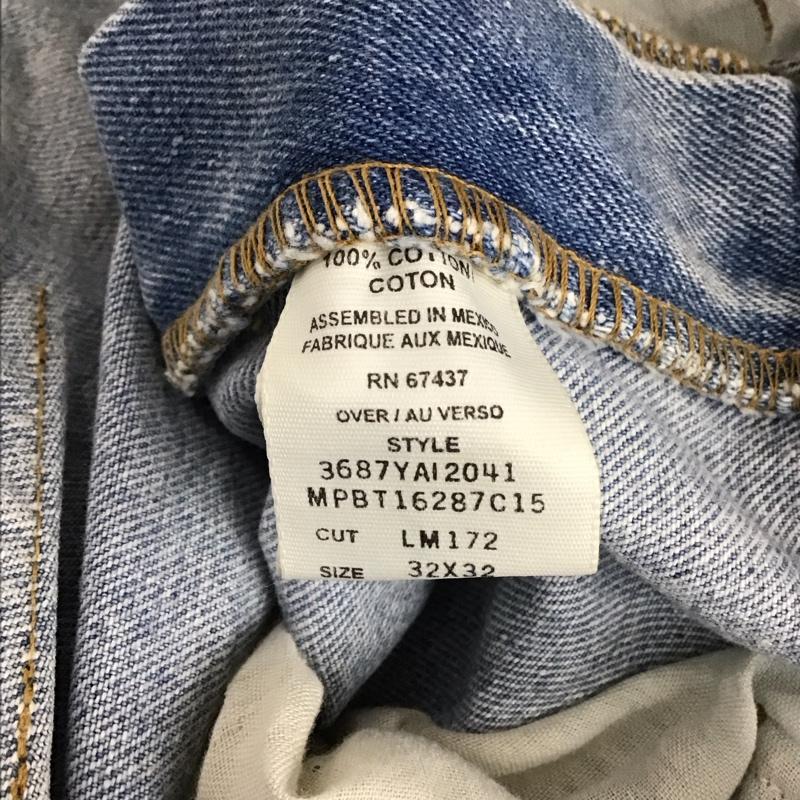 100% COTTON
COTON
ASSEMBLED IN MEXICO
FABRIQUE AUX MEXIQUE
RN 67437
OVER / AU VERSO
STYLE
3687YAI2041
MPBT16287C15
CUT LM172
SIZE 32X32